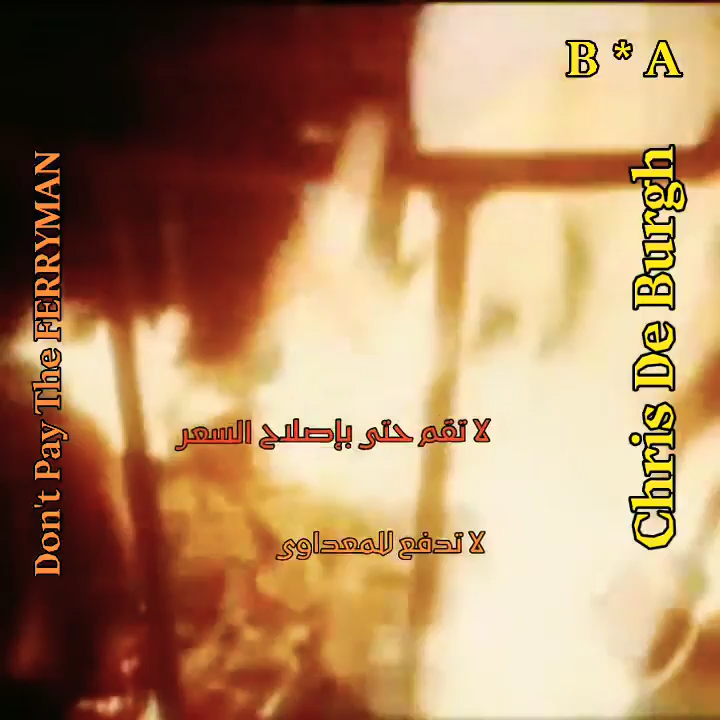 B * A
Don't Pay The FERRYMAN
Chris De Burgh
لا تقم حتى بإصلاح السعر
لا تدفع للمعداوى